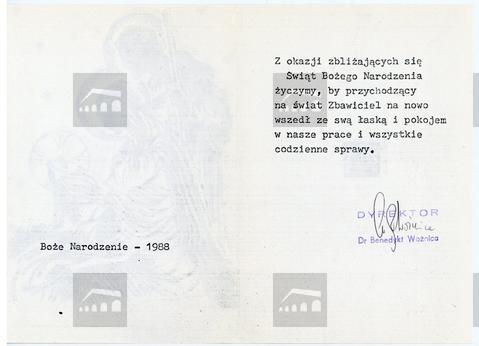 Z okazji zbliżających się
Świąt Bożego Narodzenia
życzymy, by przychodzący
na świat Zbawiciel na nowo
wszedł ze swą łaską i pokojem
w nasze prace i wszystkie
codzienne sprawy.
DYREKTOR
Dr Benedykt Woźnica
Boże Narodzenie - 1988